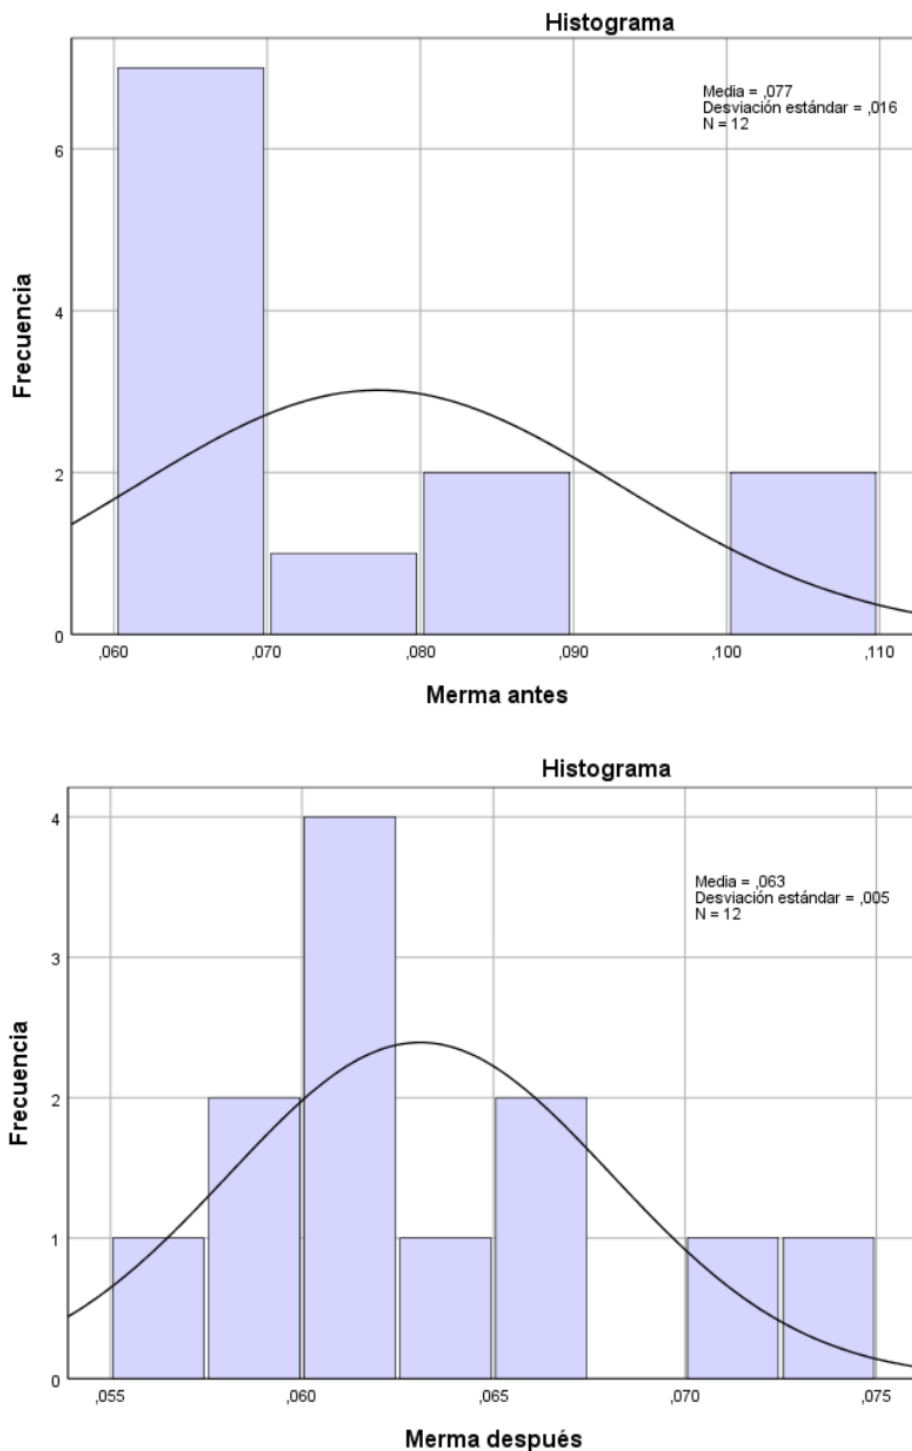 Histograma
Media = ,077
Desviación estándar = ,016
N = 12
6
4
2
0
Frecuencia
,060 ,070 ,080 ,090 ,100 ,110
Merma antes
Histograma
4
Media = ,063
Desviación estándar = ,005
N = 12
3
2
1
0
Frecuencia
,055 ,060 ,065 ,070 ,075
Merma después